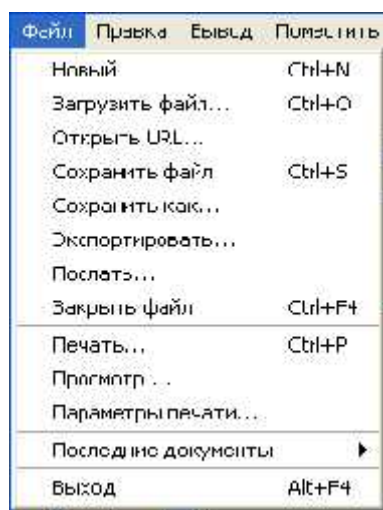 Файл Правка Вывод Поместить
Новый Ctrl+N
Загрузить файл... Ctrl+O
Открыть URL...
Сохранить файл Ctrl+S
Сохранить как...
Экспортировать...
Послать...
Закрыть файл Ctrl+F4
Печать... Ctrl+P
Просмотр ...
Параметры печати...
Последние документы
Выход Alt+F4